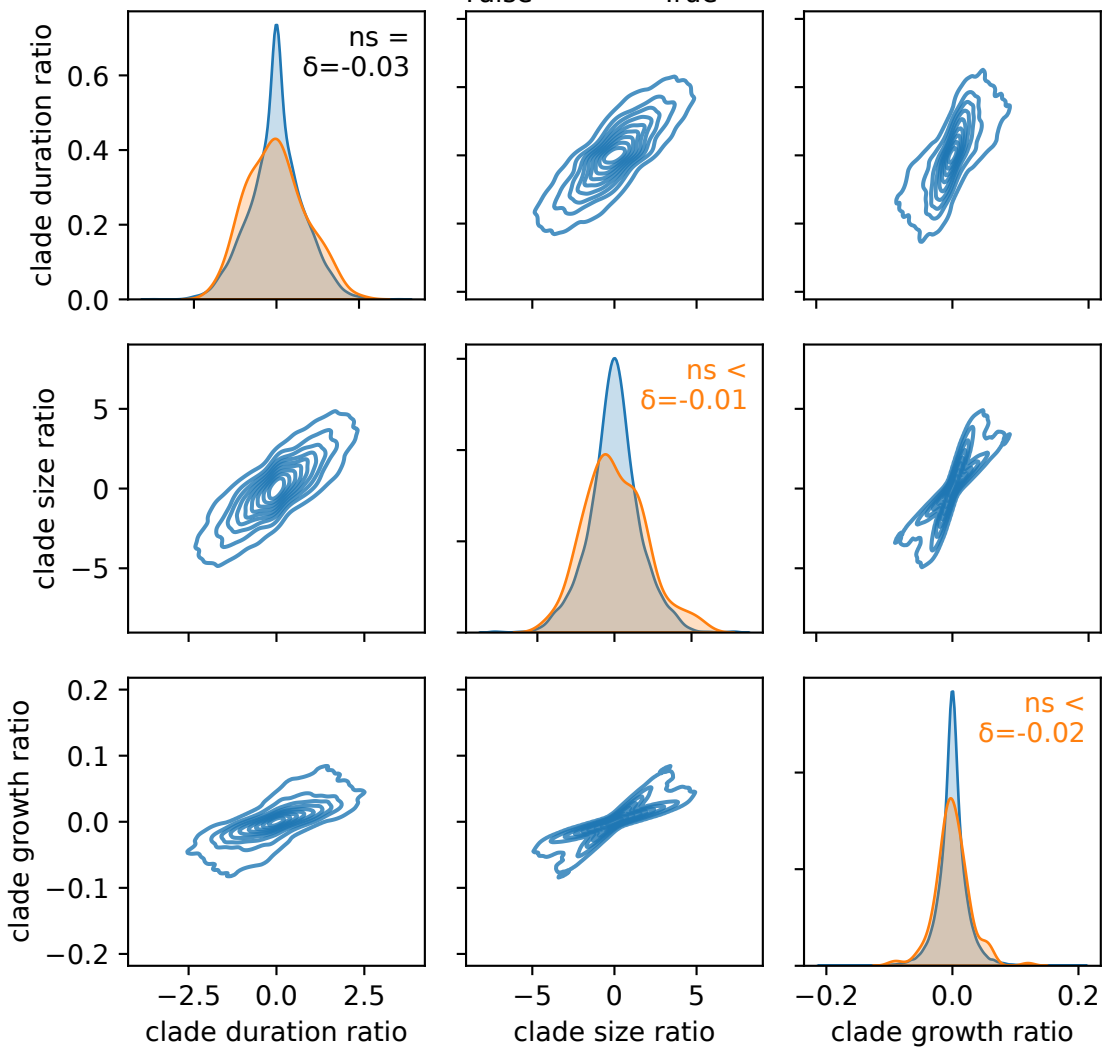 clade duration ratio
0.6
0.4
0.2
0.0
ns =
δ=-0.03
clade size ratio
5
0
−5
ns <
δ=-0.01
clade growth ratio
0.2
0.1
0.0
−0.1
−0.2
ns <
δ=-0.02
−2.5 0.0 2.5
−5 0 5
−0.2 0.0 0.2
clade duration ratio
clade size ratio
clade growth ratio